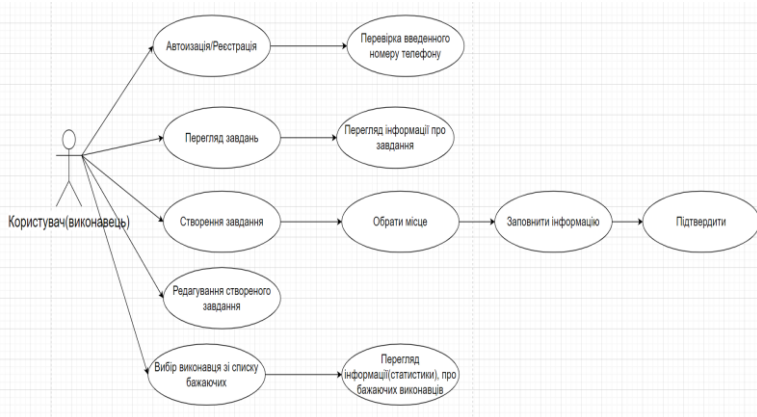 Автоизація/Реєстрація
Перевірка введенного
номеру телефону
Перегляд завдань
Перегляд інформації про
завдання
Користувач(виконавець)
Створення завдання
Обрати місце
Заповнити інформацію
Підтвердити
Редагування створеного
завдання
Вибір виконавця зі списку
бажаючих
Перегляд
інформації(статистики), про
бажаючих виконавців